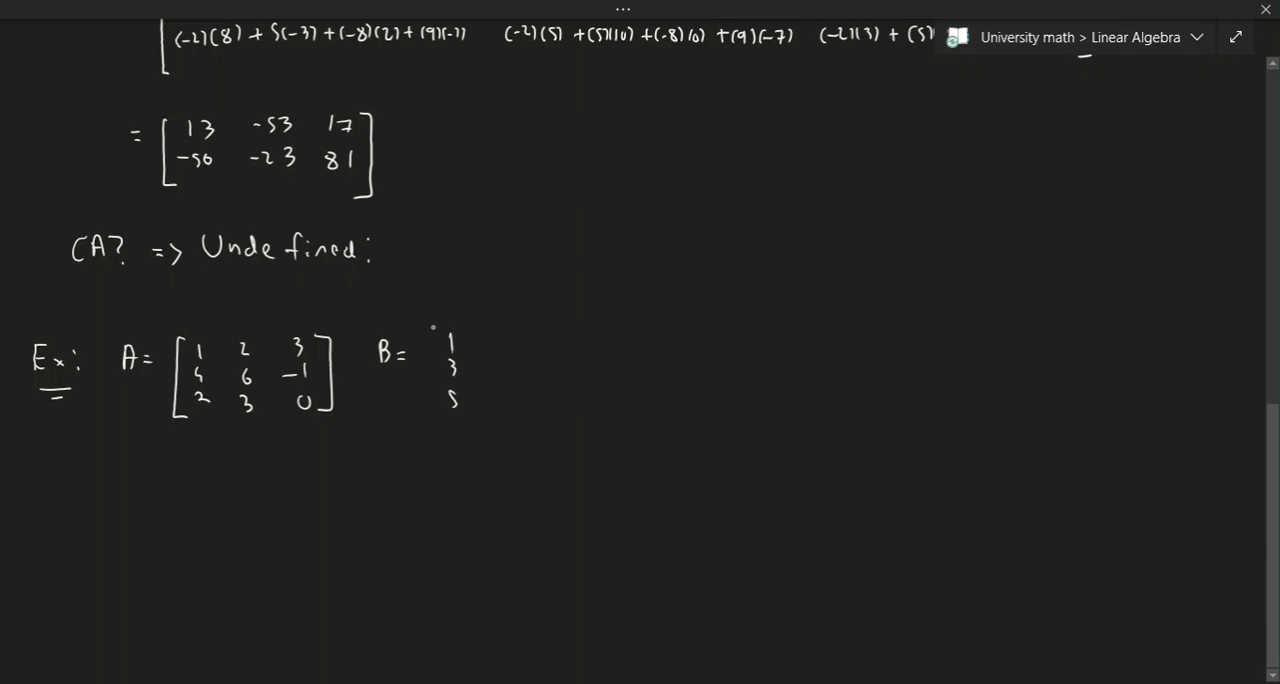 (-2)(8) + 5(-3) + (-8)(2) + (9)(-1) (-2)(5) + (5)(10) + (-8)(0) + (9)(-7) (-2)(3) + (5)
University math > Linear Algebra
= [ 13 -53 17
-56 -23 81 ]
CA? => Undefined:
Ex: A = [ 1 2 3 B = 1
4 6 -1 3
2 3 0 ] 5